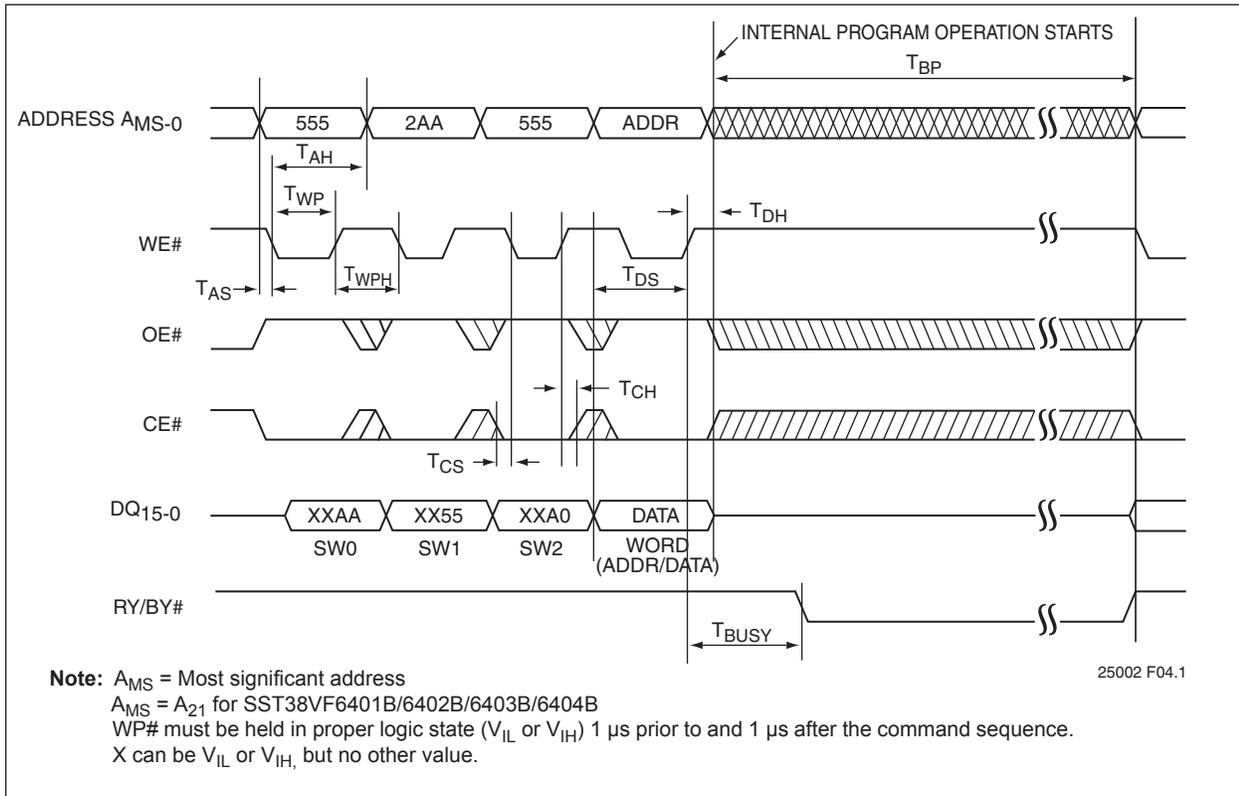 INTERNAL PROGRAM OPERATION STARTS
TBP
ADDRESS AMS-0
555 2AA 555 ADDR
TAH
TWP
TDH
WE#
TWPH
TDS
TAS
OE#
TCH
CE#
TCS
DQ15-0
XXAA XX55 XXA0 DATA
SW0 SW1 SW2 WORD
(ADDR/DATA)
RY/BY#
TBUSY
25002 F04.1
Note: AMS = Most significant address
AMS = A21 for SST38VF6401B/6402B/6403B/6404B
WP# must be held in proper logic state (VIL or VIH) 1 µs prior to and 1 µs after the command sequence.
X can be VIL or VIH, but no other value.